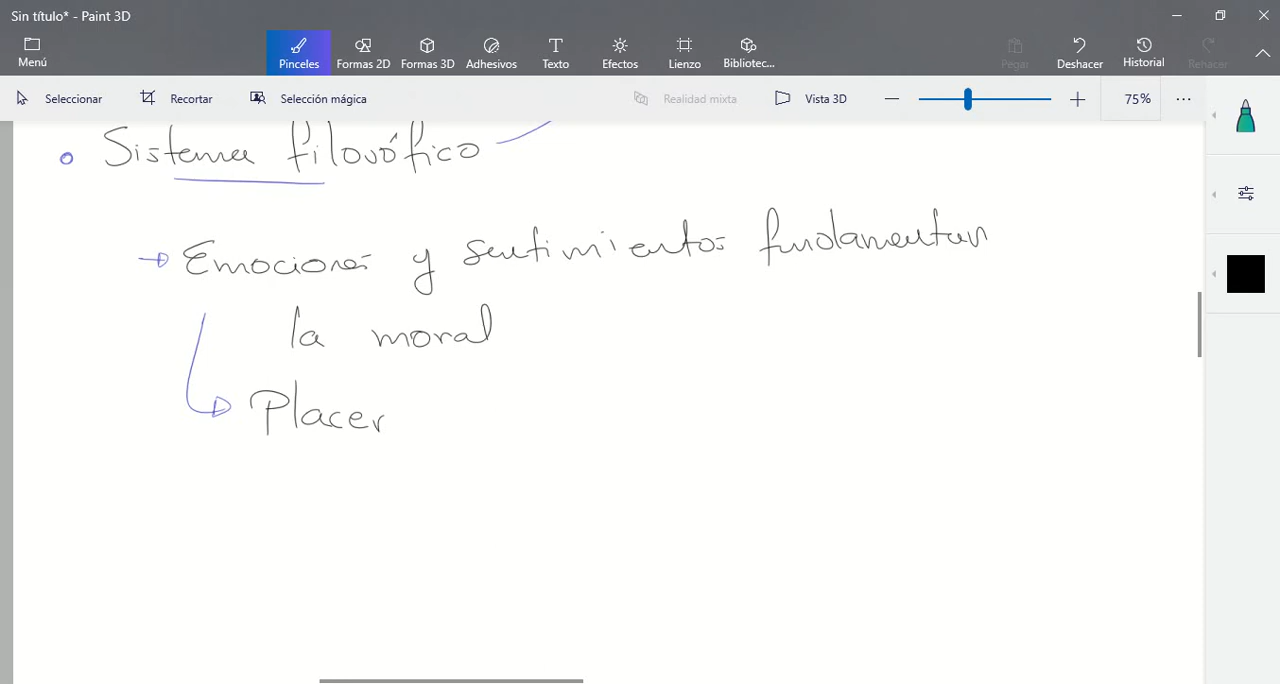 Sin título* - Paint 3D
Menú
Pinceles
Formas 2D
Formas 3D
Adhesivos
Texto
Efectos
Lienzo
Bibliotec...
Pegar
Deshacer
Historial
Rehacer
Seleccionar
Recortar
Selección mágica
Realidad mixta
Vista 3D
75%
Sistema filosófico
Emociones y sentimientos fundamentan
la moral
Placer